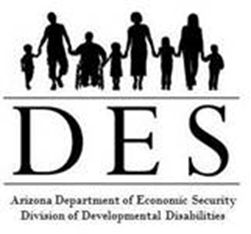 DES
Arizona Department of Economic Security
Division of Developmental Disabilities